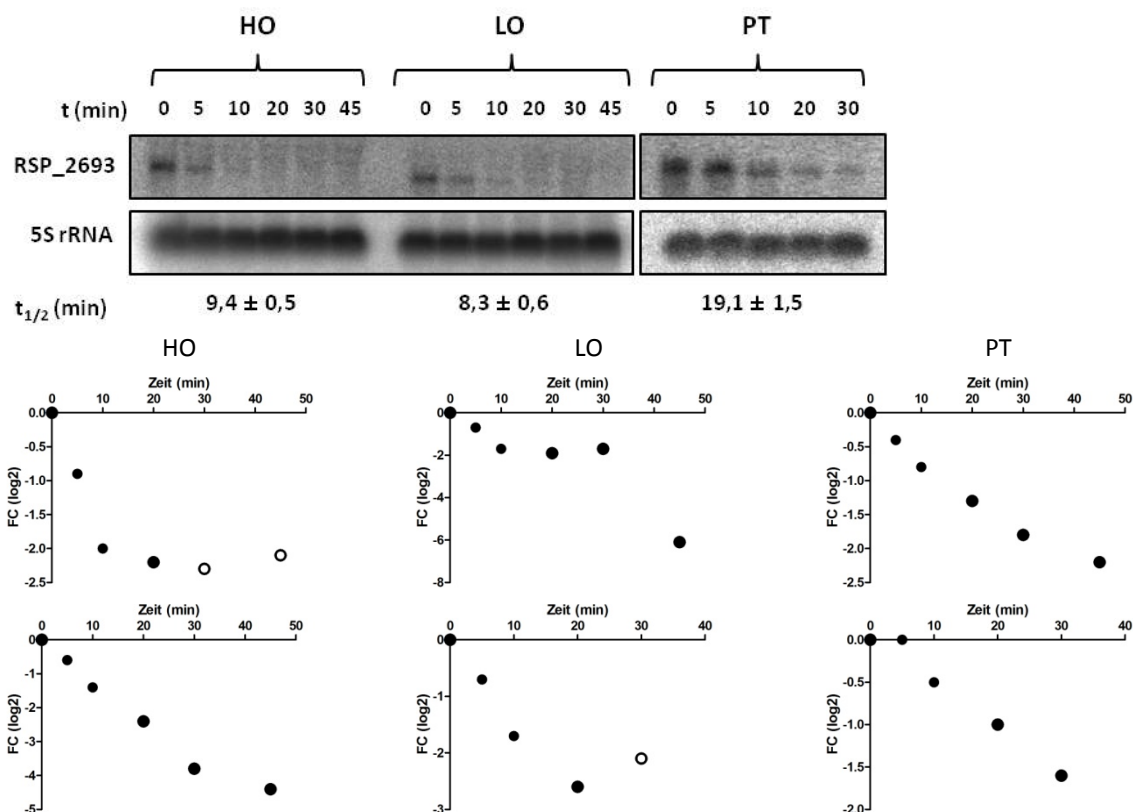 HO LO PT
t (min) 0 5 10 20 30 45 0 5 10 20 30 45 0 5 10 20 30
RSP_2693
5S rRNA
t1/2 (min) 9,4 ± 0,5 8,3 ± 0,6 19,1 ± 1,5
HO LO PT
Zeit (min)
0 10 20 30 40 50
0.0
-0.5
-1.0
-1.5
-2.0
-2.5
FC (log2)
Zeit (min)
0 10 20 30 40 50
0
-2
-4
-6
-8
FC (log2)
Zeit (min)
0 10 20 30 40 50
0.0
-0.5
-1.0
-1.5
-2.0
-2.5
FC (log2)
Zeit (min)
0 10 20 30 40 50
0
-1
-2
-3
-4
-5
FC (log2)
Zeit (min)
0 10 20 30 40
0
-1
-2
-3
FC (log2)
Zeit (min)
0 10 20 30 40
0.0
-0.5
-1.0
-1.5
-2.0
FC (log2)